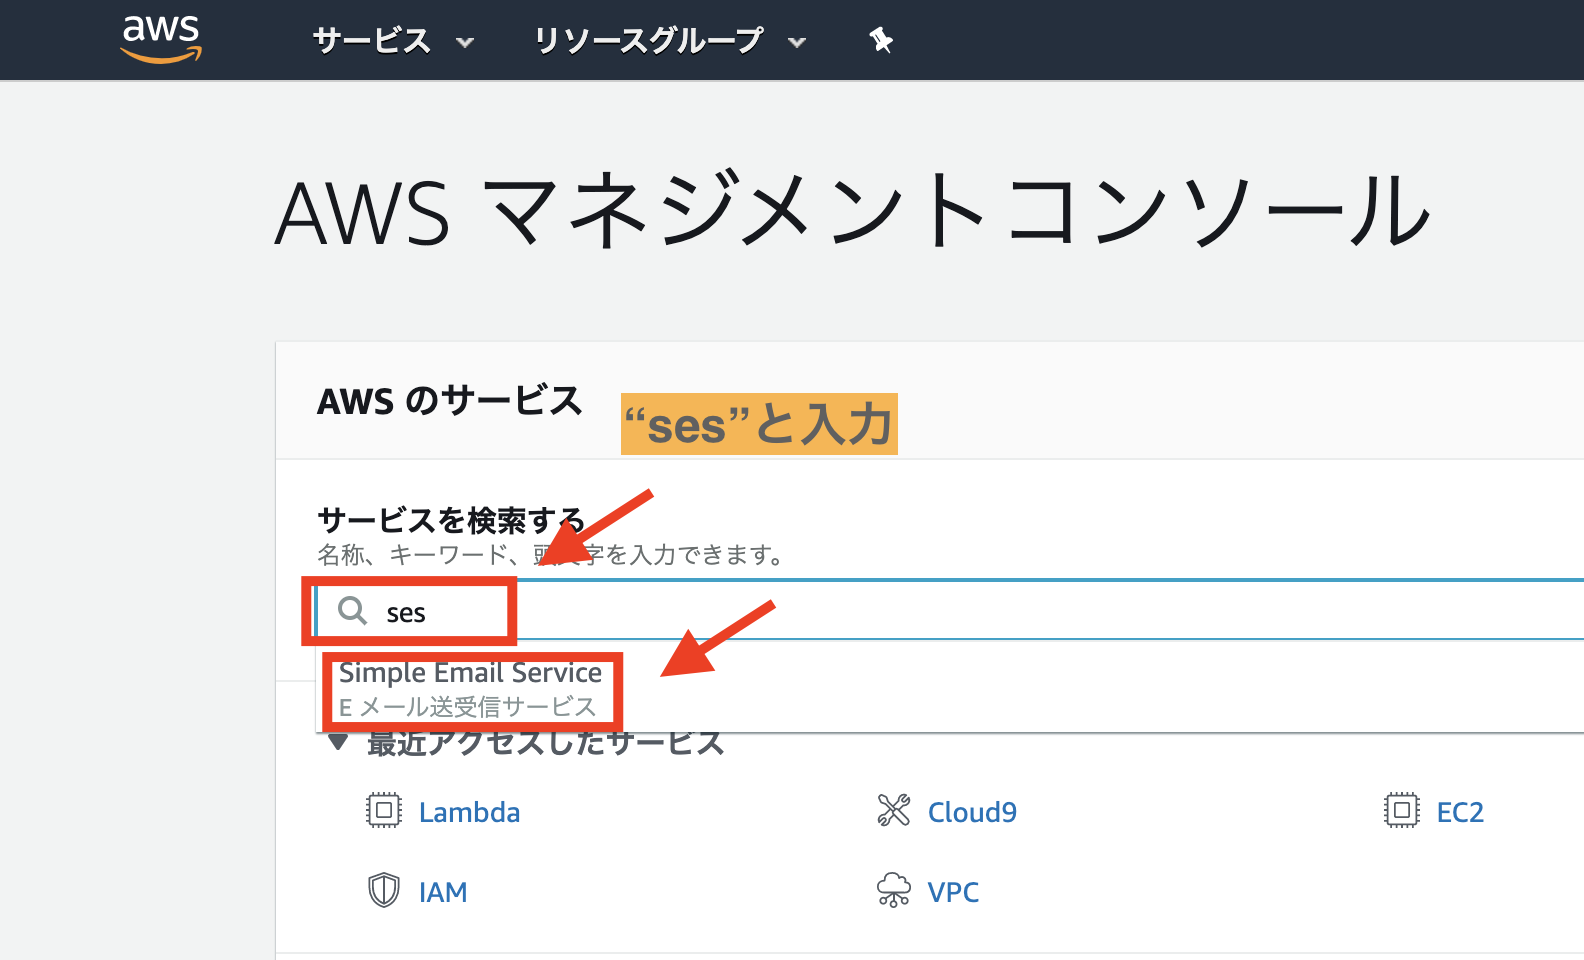 aws
サービス
リソースグループ
AWS マネジメントコンソール
AWS のサービス
“ses”と入力
サービスを検索する
名称、キーワード、頭文字を入力できます。
ses
Simple Email Service
E メール送受信サービス
最近アクセスしたサービス
Lambda
Cloud9
EC2
IAM
VPC